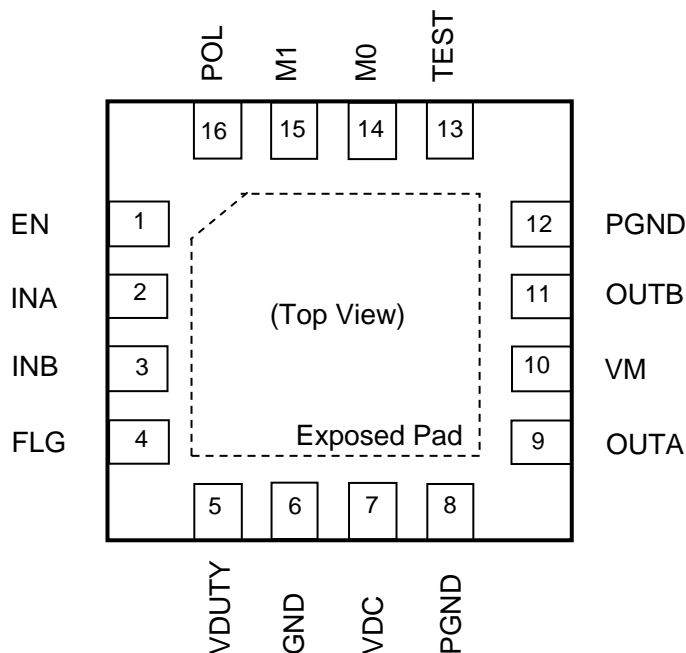 POL M1 M0 TEST
16 15 14 13
EN 1 12 PGND
INA 2 11 OUTB
(Top View)
INB 3 10 VM
FLG 4 Exposed Pad 9 OUTA
5 6 7 8
VDUTY GND VDC PGND